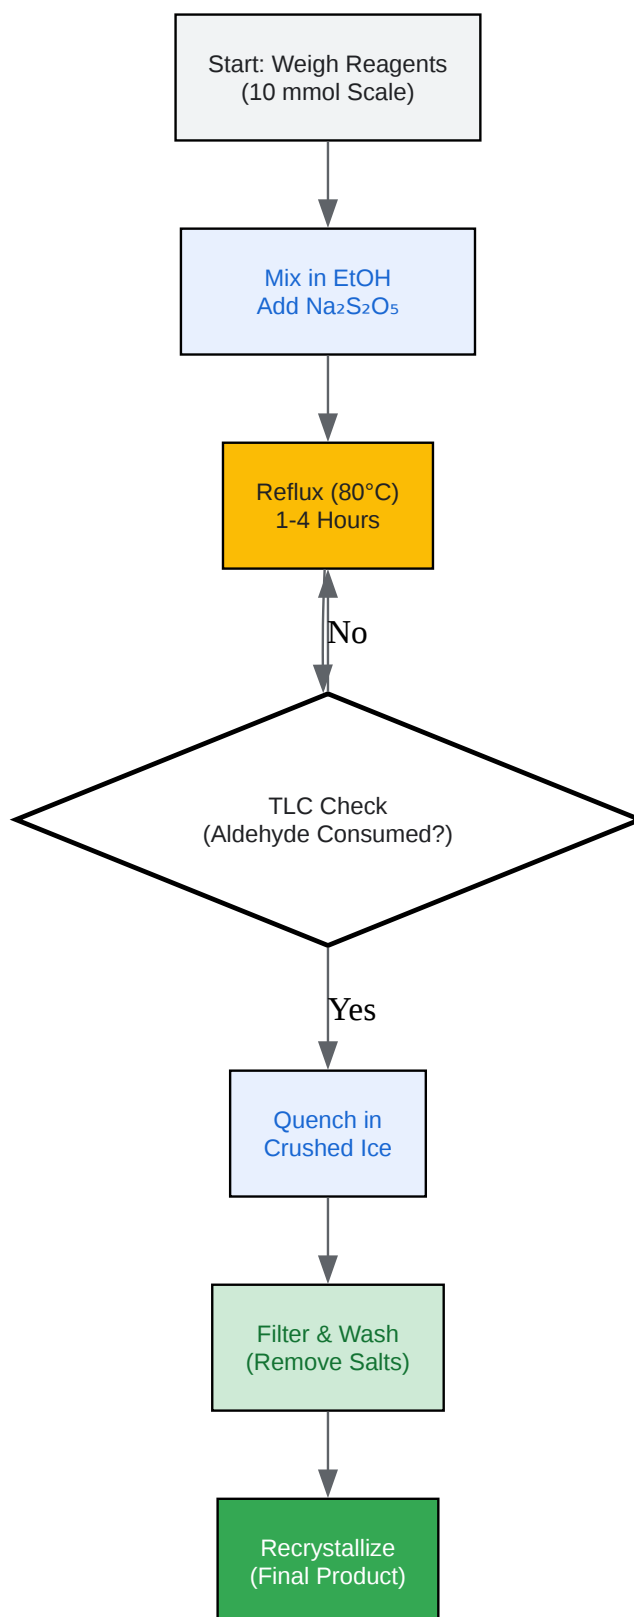 Start: Weigh Reagents
(10 mmol Scale)
Mix in EtOH
Add Na₂S₂O₅
Reflux (80°C)
1-4 Hours
No
TLC Check
(Aldehyde Consumed?)
Yes
Quench in
Crushed Ice
Filter & Wash
(Remove Salts)
Recrystallize
(Final Product)